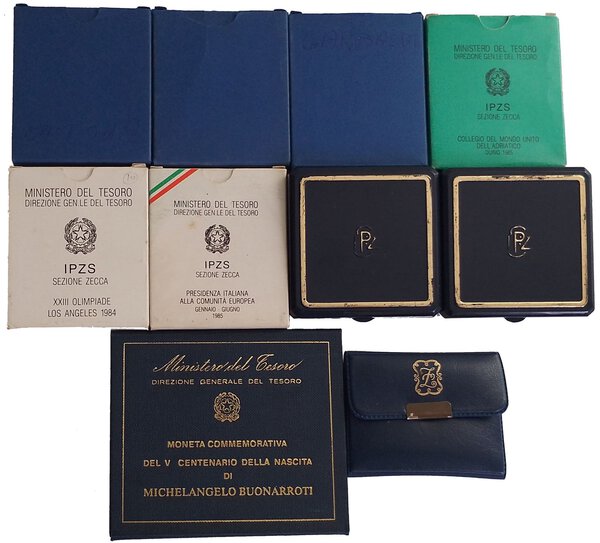 MINISTERO DEL TESORO
DIREZIONE GEN.LE DEL TESORO
IPZS
SEZIONE ZECCA
COLLEGIO DEL MONDO UNITO
DELL'ADRIATICO
DUINO 1985
MINISTERO DEL TESORO
DIREZIONE GEN.LE DEL TESORO
IPZS
SEZIONE ZECCA
XXIII OLIMPIADE
LOS ANGELES 1984
MINISTERO DEL TESORO
DIREZIONE GEN.LE DEL TESORO
IPZS
SEZIONE ZECCA
PRESIDENZA ITALIANA
ALLA COMUNITÀ EUROPEA
GENNAIO - GIUGNO
1985
Ministero del Tesoro
DIREZIONE GENERALE DEL TESORO
MONETA COMMEMORATIVA
DEL V CENTENARIO DELLA NASCITA
DI
MICHELANGELO BUONARROTI